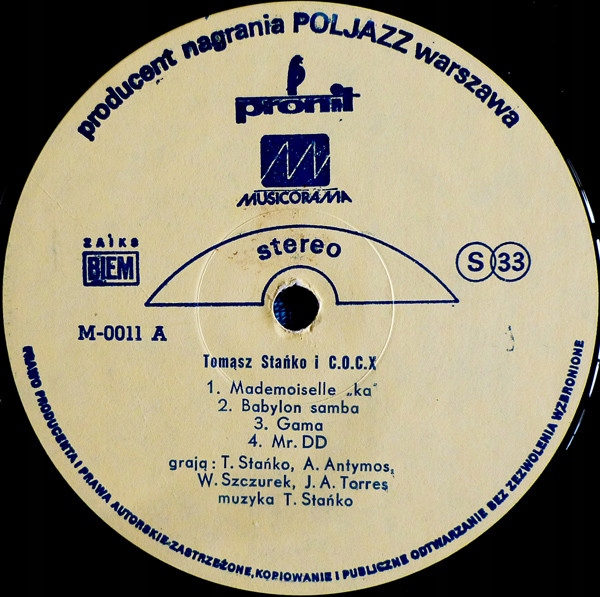 producent nagrania POLJAZZ warszawa
pronit
MUSICORAMA
stereo
ZAIKS
BIEM
S 33
M-0011 A
Tomąsz Stańko i C.O.C.X
1. Mademoiselle „ka"
2. Babylon samba
3. Gama
4. Mr. DD
grają: T. Stańko, A. Antymos,
W. Szczurek, J. A. Torres
muzyka T. Stańko
PRAWO PRODUCENTA I PRAWA AUTORSKIE-ZASTRZEŻONE, KOPIOWANIE I PUBLICZNE ODTWARZANIE BEZ ZEZWOLENIA WZBRONIONE